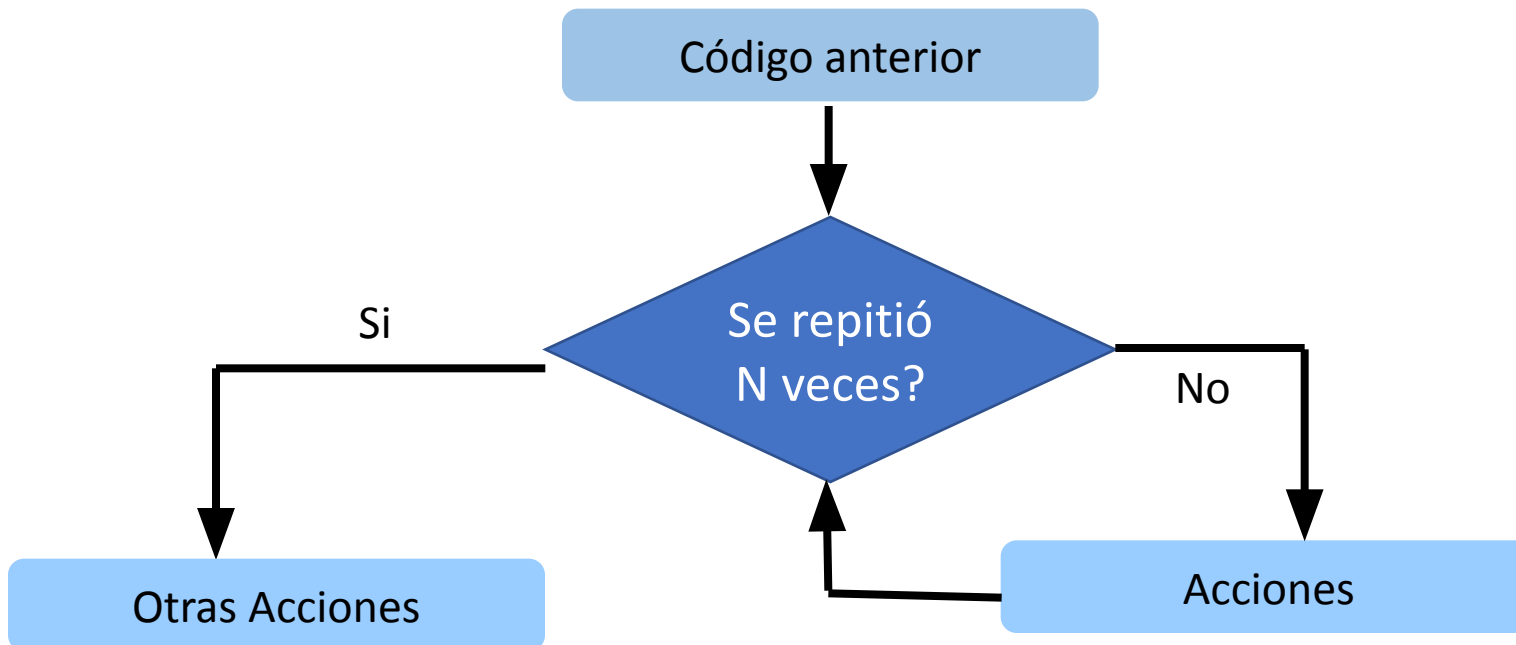 Código anterior
Si
Se repitió
N veces?
No
Otras Acciones
Acciones